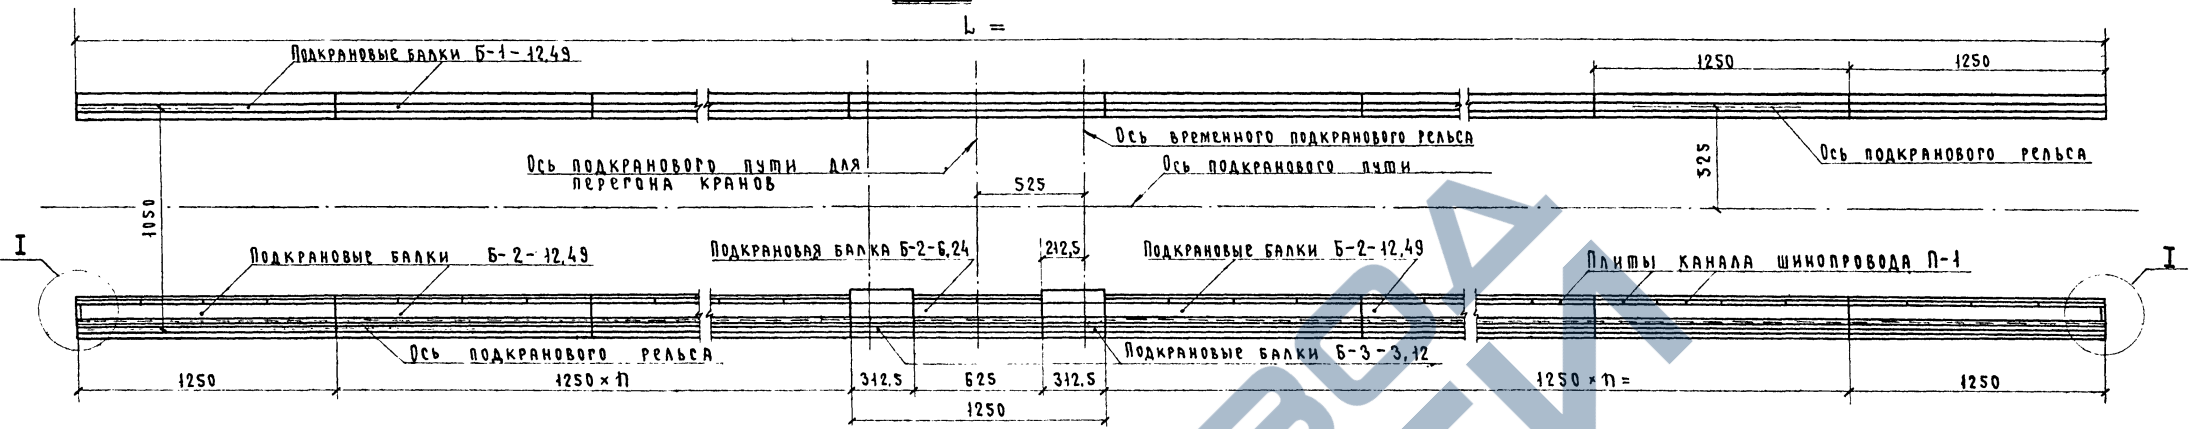 L =
Подкрановые балки Б-1-12,49
1250
1250
Ось временного подкранового рельса
Ось подкранового пути для
перегона кранов
Ось подкранового пути
Ось подкранового рельса
525
525
1050
I
Подкрановые балки Б-2-12,49
Подкрановая балка Б-2-6,24
212,5
Подкрановые балки Б-2-12,49
Плиты канала шинопровода П-1
I
Ось подкранового рельса
Подкрановые балки Б-3-3,12
1250
1250 × n
312,5
625
312,5
1250 × n =
1250
1250
ЗВОД